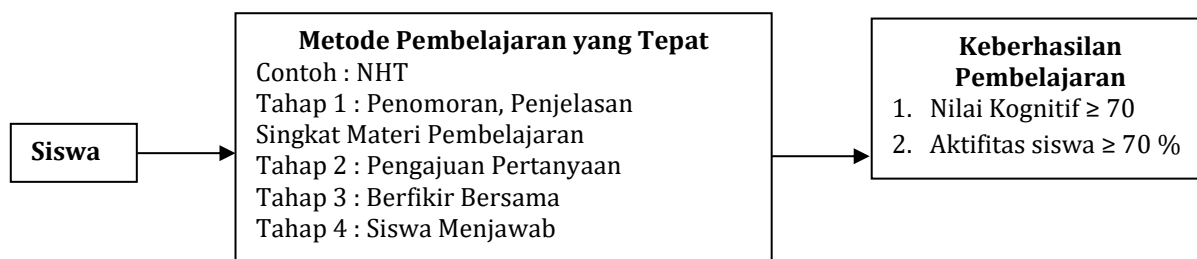 Siswa
Metode Pembelajaran yang Tepat
Contoh : NHT
Tahap 1 : Penomoran, Penjelasan
Singkat Materi Pembelajaran
Tahap 2 : Pengajuan Pertanyaan
Tahap 3 : Berfikir Bersama
Tahap 4 : Siswa Menjawab
Keberhasilan
Pembelajaran
1. Nilai Kognitif ≥ 70
2. Aktifitas siswa ≥ 70 %